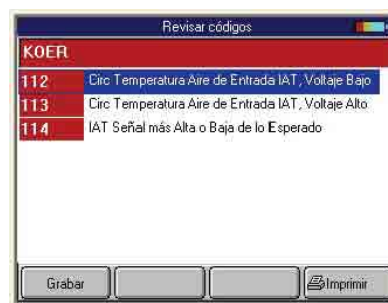 Revisar códigos
KOER
112 Circ Temperatura Aire de Entrada IAT, Voltaje Bajo
113 Circ Temperatura Aire de Entrada IAT, Voltaje Alto
114 IAT Señal más Alta o Baja de lo Esperado
Grabar Imprimir